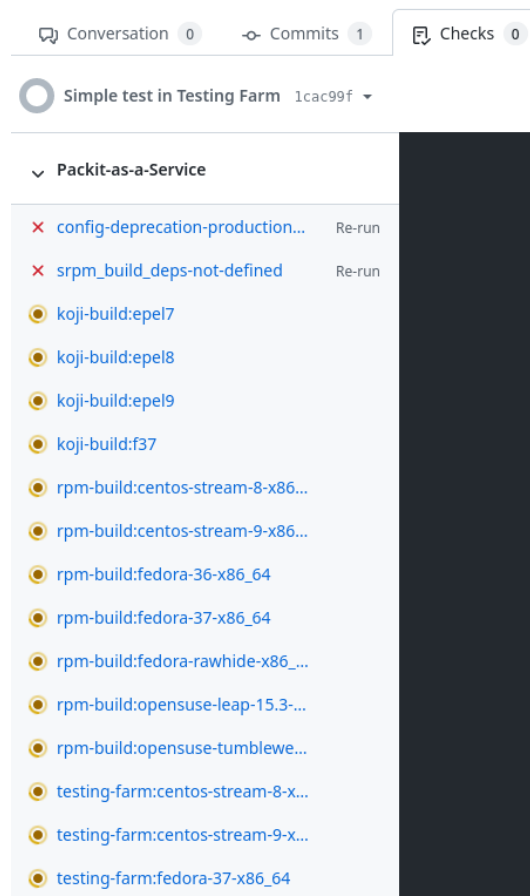 Conversation 0 Commits 1 Checks 0
Simple test in Testing Farm 1cac99f
Packit-as-a-Service
config-deprecation-production... Re-run
srpm_build_deps-not-defined Re-run
koji-build:epel7
koji-build:epel8
koji-build:epel9
koji-build:f37
rpm-build:centos-stream-8-x86...
rpm-build:centos-stream-9-x86...
rpm-build:fedora-36-x86_64
rpm-build:fedora-37-x86_64
rpm-build:fedora-rawhide-x86_...
rpm-build:opensuse-leap-15.3-...
rpm-build:opensuse-tumblewe...
testing-farm:centos-stream-8-x...
testing-farm:centos-stream-9-x...
testing-farm:fedora-37-x86_64